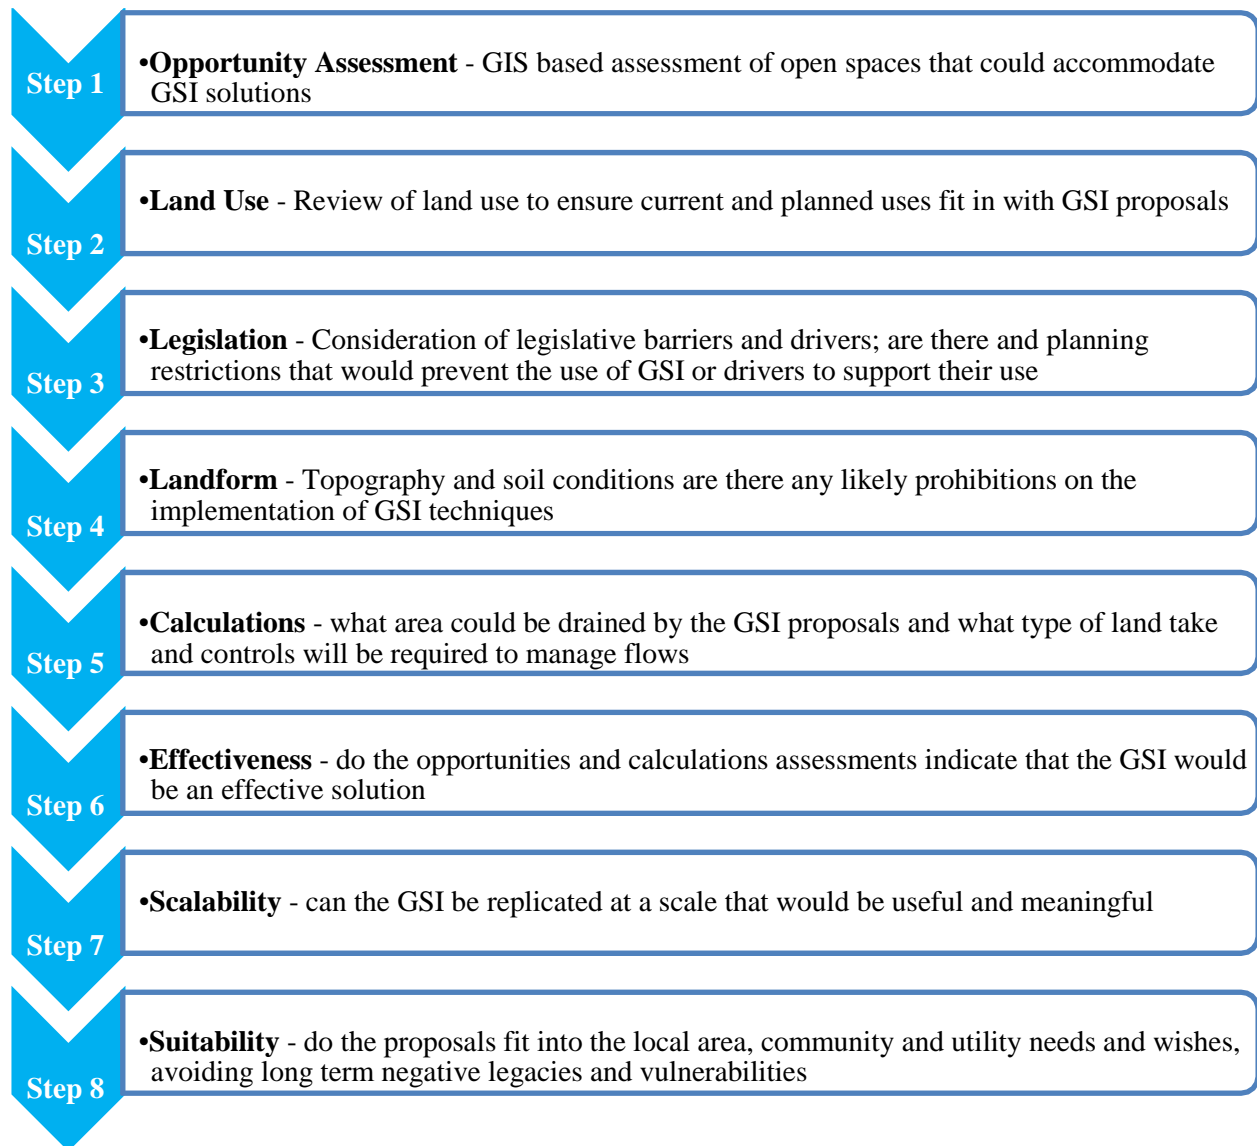 Step 1
•Opportunity Assessment - GIS based assessment of open spaces that could accommodate
GSI solutions
Step 2
•Land Use - Review of land use to ensure current and planned uses fit in with GSI proposals
Step 3
•Legislation - Consideration of legislative barriers and drivers; are there and planning
restrictions that would prevent the use of GSI or drivers to support their use
Step 4
•Landform - Topography and soil conditions are there any likely prohibitions on the
implementation of GSI techniques
Step 5
•Calculations - what area could be drained by the GSI proposals and what type of land take
and controls will be required to manage flows
Step 6
•Effectiveness - do the opportunities and calculations assessments indicate that the GSI would
be an effective solution
Step 7
•Scalability - can the GSI be replicated at a scale that would be useful and meaningful
Step 8
•Suitability - do the proposals fit into the local area, community and utility needs and wishes,
avoiding long term negative legacies and vulnerabilities